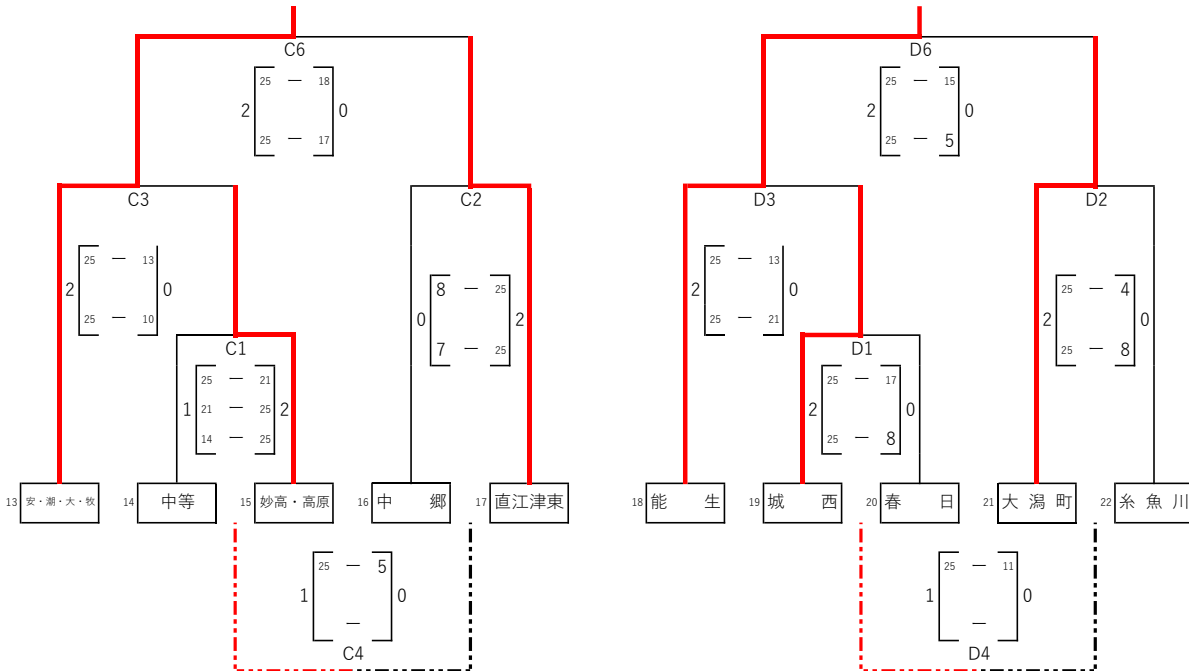 C6
25 — 18
2 0
25 — 17
C3
25 — 13
2 0
25 — 10
C2
8 — 25
0 2
7 — 25
C1
25 — 21
1 21 — 25 2
14 — 25
13 安・潮・大・牧
14 中等
15 妙高・高原
16 中 郷
17 直江津東
25 — 5
1 0
—
C4
D6
25 — 15
2 0
25 — 5
D3
25 — 13
2 0
25 — 21
D2
25 — 4
2 0
25 — 8
D1
25 — 17
2 0
25 — 8
18 能 生
19 城 西
20 春 日
21 大 潟 町
22 糸 魚 川
25 — 11
1 0
—
D4